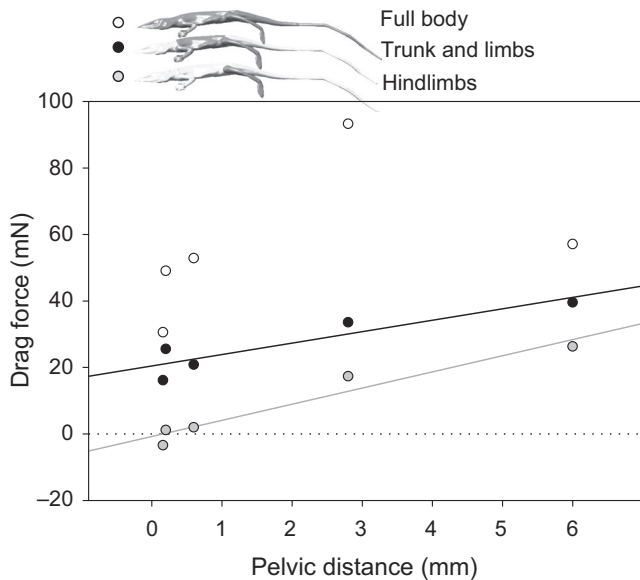 Full body
Trunk and limbs
Hindlimbs
100
80
60
40
20
0
–20
Drag force (mN)
0 1 2 3 4 5 6
Pelvic distance (mm)